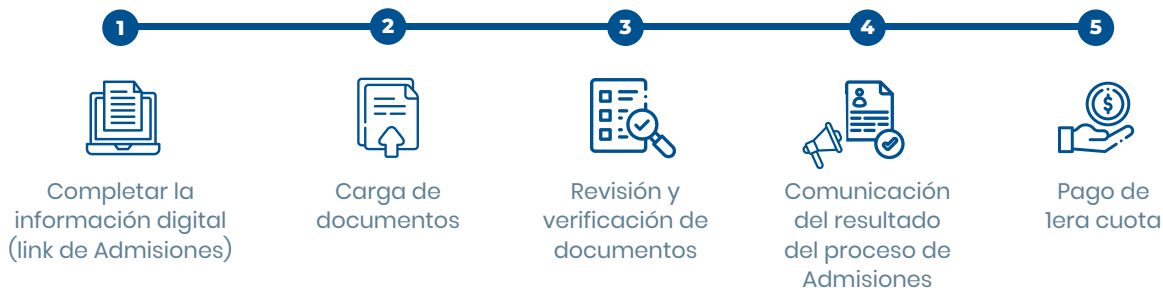 1
2
3
4
5
Completar la
información digital
(link de Admisiones)
Carga de
documentos
Revisión y
verificación de
documentos
Comunicación
del resultado
del proceso de
Admisiones
Pago de
1era cuota